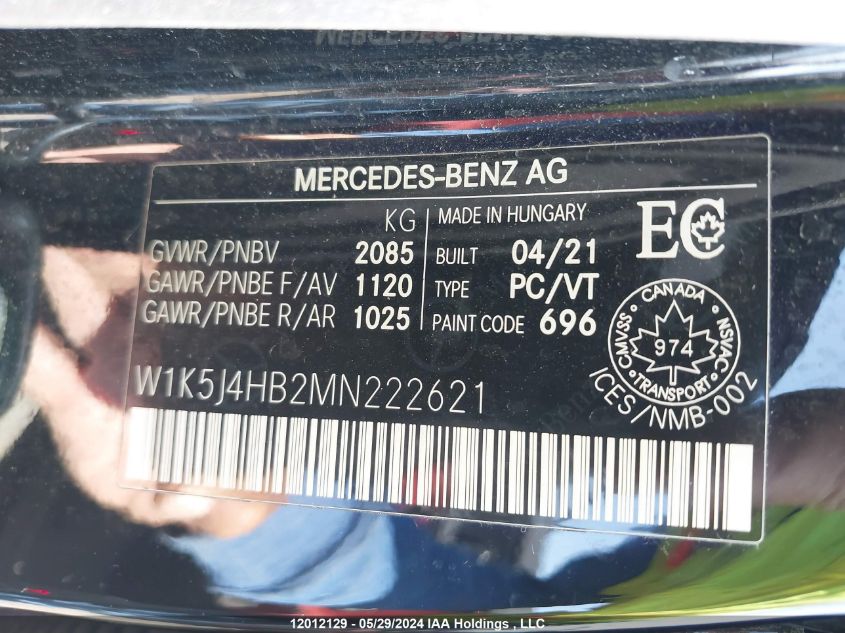 MERCEDES-BENZ AG
KG
GVWR/PNBV 2085
GAWR/PNBE F/AV 1120
GAWR/PNBE R/AR 1025
MADE IN HUNGARY
BUILT 04/21
TYPE PC/VT
PAINT CODE 696
EC
CANADA
CMVSS 974 NSVAC
TRANSPORT
ICES/NMB-002
W1K5J4HB2MN222621
12012129 - 05/29/2024 IAA Holdings , LLC